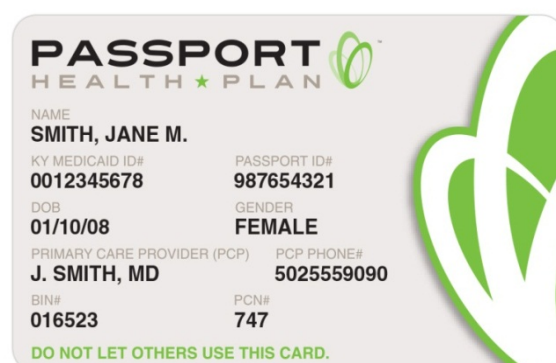 PASSPORT ™
HEALTH ★ PLAN
NAME
SMITH, JANE M.
KY MEDICAID ID# PASSPORT ID#
0012345678 987654321
DOB GENDER
01/10/08 FEMALE
PRIMARY CARE PROVIDER (PCP) PCP PHONE#
J. SMITH, MD 5025559090
BIN# PCN#
016523 747
DO NOT LET OTHERS USE THIS CARD.